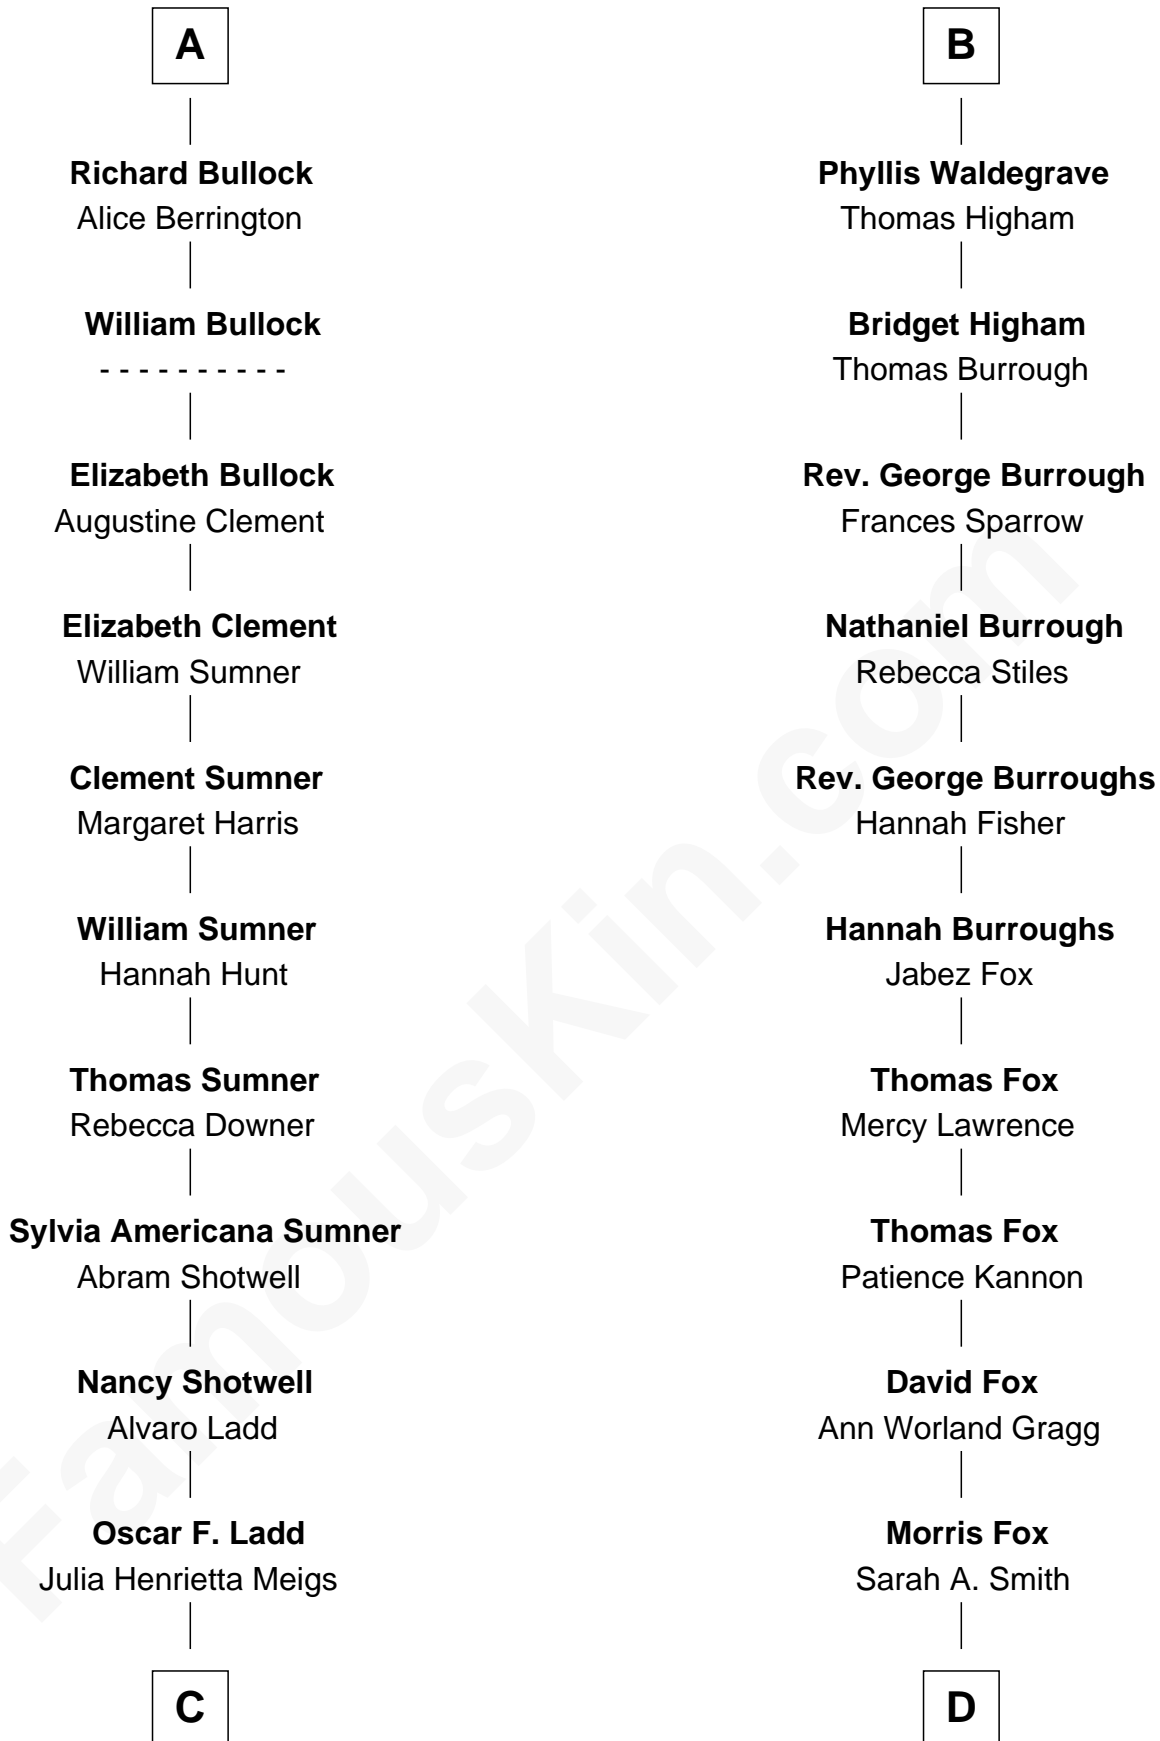 A
Richard Bullock
Alice Berrington
William Bullock
- - - - - - - - - -
Elizabeth Bullock
Augustine Clement
Elizabeth Clement
William Sumner
Clement Sumner
Margaret Harris
William Sumner
Hannah Hunt
Thomas Sumner
Rebecca Downer
Sylvia Americana Sumner
Abram Shotwell
Nancy Shotwell
Alvaro Ladd
Oscar F. Ladd
Julia Henrietta Meigs
C
B
Phyllis Waldegrave
Thomas Higham
Bridget Higham
Thomas Burrough
Rev. George Burrough
Frances Sparrow
Nathaniel Burrough
Rebecca Stiles
Rev. George Burroughs
Hannah Fisher
Hannah Burroughs
Jabez Fox
Thomas Fox
Mercy Lawrence
Thomas Fox
Patience Kannon
David Fox
Ann Worland Gragg
Morris Fox
Sarah A. Smith
D
FamousKin.com